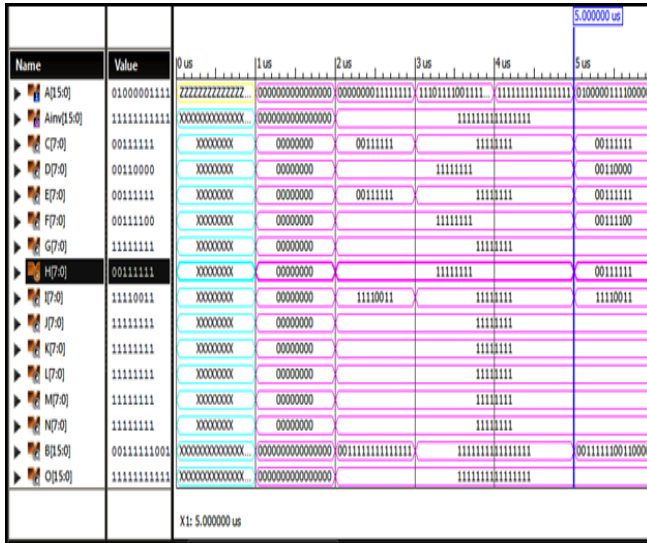 5.000000 us
Name Value 0 us 1 us 2 us 3 us 4 us 5 us
A[15:0] 01000001111 ZZZZZZZZZZZZZZ... 0000000000000000 0000000011111111 11101111001111... 1111111111111111 0100000111100000
Ainv[15:0] 11111111111 XXXXXXXXXXXXXX... 0000000000000000 1111111111111111
C[7:0] 00111111 XXXXXXXX 00000000 00111111 11111111 00111111
D[7:0] 00110000 XXXXXXXX 00000000 11111111 00110000
E[7:0] 00111111 XXXXXXXX 00000000 00111111 11111111 00111111
F[7:0] 00111100 XXXXXXXX 00000000 11111111 00111100
G[7:0] 11111111 XXXXXXXX 00000000 11111111
H[7:0] 00111111 XXXXXXXX 00000000 11111111 00111111
I[7:0] 11110011 XXXXXXXX 00000000 11110011 11111111 11110011
J[7:0] 11111111 XXXXXXXX 00000000 11111111
K[7:0] 11111111 XXXXXXXX 00000000 11111111
L[7:0] 11111111 XXXXXXXX 00000000 11111111
M[7:0] 11111111 XXXXXXXX 00000000 11111111
N[7:0] 11111111 XXXXXXXX 00000000 11111111
B[15:0] 00111111001 XXXXXXXXXXXXXX... 0000000000000000 0011111111111111 1111111111111111 0011111100110000
O[15:0] 11111111111 XXXXXXXXXXXXXX... 0000000000000000 1111111111111111
X1: 5.000000 us